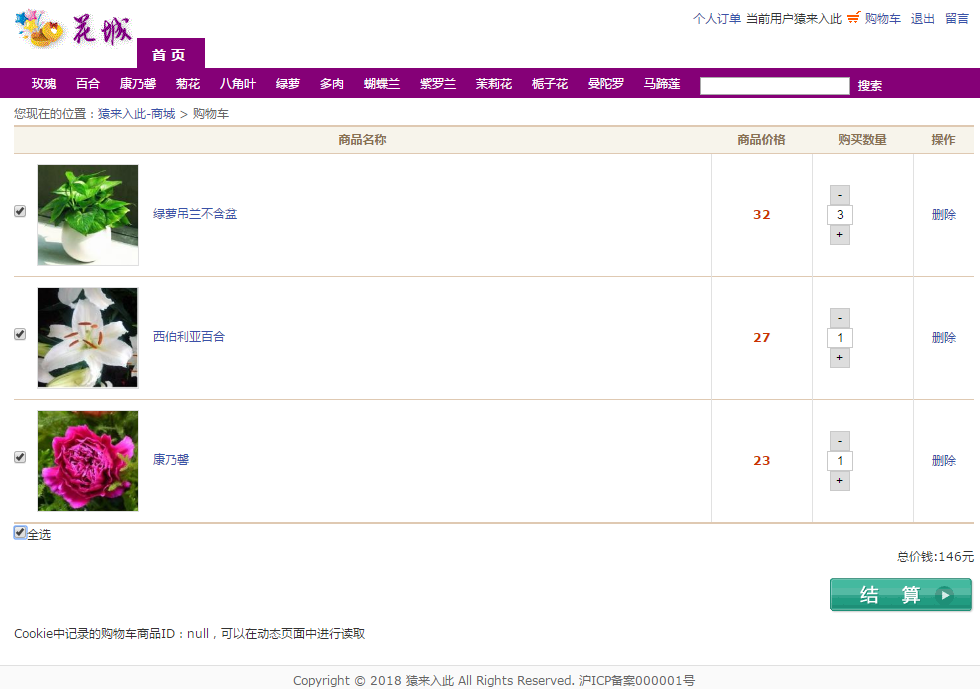 花城
个人订单 当前用户猿来入此 购物车 退出 留言
首 页
玫瑰 百合 康乃馨 菊花 八角叶 绿萝 多肉 蝴蝶兰 紫罗兰 茉莉花 栀子花 曼陀罗 马蹄莲 搜索
您现在的位置：猿来入此-商城 > 购物车
商品名称 商品价格 购买数量 操作
-
绿萝吊兰不含盆 32 3 删除
+
-
西伯利亚百合 27 1 删除
+
-
康乃馨 23 1 删除
+
全选
总价钱:146元
结 算
Cookie中记录的购物车商品ID：null，可以在动态页面中进行读取
Copyright © 2018 猿来入此 All Rights Reserved. 沪ICP备案000001号